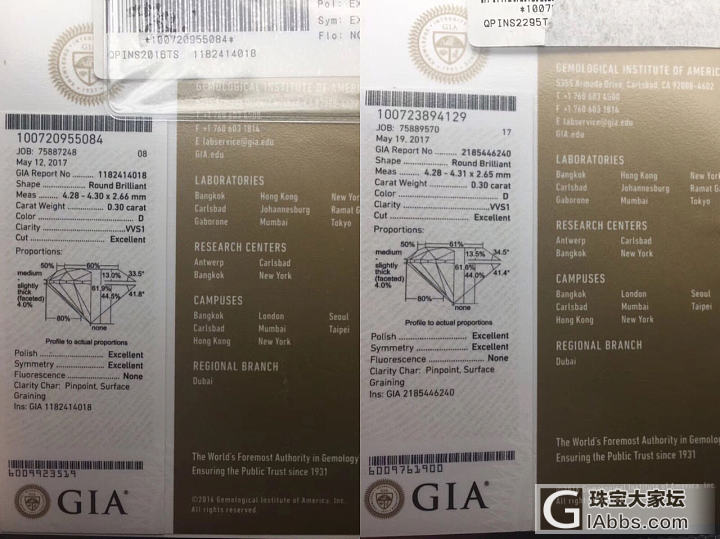 Pol: EX
Sym: EX
Flo: NO
*100720955084*
QPINS2016TS 1182414018
GIA
F +1 760 603 1814
E labservice@gia.edu
GIA.edu
100720955084
JOB: 75887248 08
May 12, 2017
GIA Report No 1182414018
Shape Round Brilliant
Meas 4.28 - 4.30 x 2.66 mm
Carat Weight 0.30 carat
Color D
Clarity VVS1
Cut Excellent
Proportions:
50% 60%
medium 13.0% 33.5°
slightly thick (faceted) 4.0%
61.9%
44.5% 41.8°
80%
none
Profile to actual proportions
Polish Excellent
Symmetry Excellent
Fluorescence None
Clarity Char: Pinpoint, Surface
Graining
Ins: GIA 1182414018
6009923519
GIA®
LABORATORIES
Bangkok Hong Kong New York
Carlsbad Johannesburg Ramat G
Gaborone Mumbai Tokyo
RESEARCH CENTERS
Antwerp Carlsbad
Bangkok New York
CAMPUSES
Bangkok London Seoul
Carlsbad Mumbai Taipei
Hong Kong New York
REGIONAL BRANCH
Dubai
The World's Foremost Authority in Gemology
Ensuring the Public Trust since 1931
©2016 Gemological Institute of America, Inc.
All rights reserved.
QPINS2295T
GIA
GEMOLOGICAL INSTITUTE OF AMERIC
5355 Armada Drive, Carlsbad, CA 92008-4602
T +1 760 603 4500
F +1 760 603 1814
E labservice@gia.edu
GIA.edu
100723894129
JOB: 75889570 17
May 19, 2017
GIA Report No 2185446240
Shape Round Brilliant
Meas 4.28 - 4.31 x 2.65 mm
Carat Weight 0.30 carat
Color D
Clarity VVS1
Cut Excellent
Proportions:
50% 61%
medium 13.5% 34.5°
slightly thick (faceted) 4.0%
61.6%
44.0% 41.4°
80%
none
Profile to actual proportions
Polish Excellent
Symmetry Excellent
Fluorescence None
Clarity Char: Pinpoint, Surface
Graining
Ins: GIA 2185446240
6009761900
GIA®
LABORATORIES
Bangkok Hong Kong New York
Carlsbad Johannesburg Ramat
Gaborone Mumbai Tokyo
RESEARCH CENTERS
Antwerp Carlsbad
Bangkok New York
CAMPUSES
Bangkok London Seoul
Carlsbad Mumbai Taipei
Hong Kong New York
REGIONAL BRANCH
Dubai
The World's Foremost Authority in Gemology
Ensuring the Public Trust since 1931
All righ
珠宝大家坛
GIAbbs.com